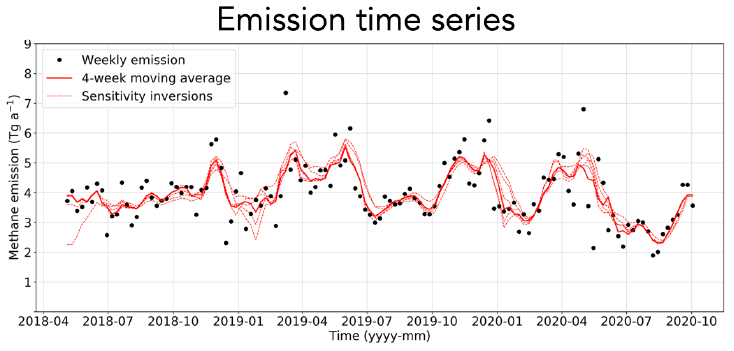 Emission time series
9
8
7
6
5
4
3
2
1
Methane Emission (Tg a⁻¹)
Weekly emission
4-week moving average
Sensitivity inversions
2018-04 2018-07 2018-10 2019-01 2019-04 2019-07 2019-10 2020-01 2020-04 2020-07 2020-10
Time (yyyy-mm)